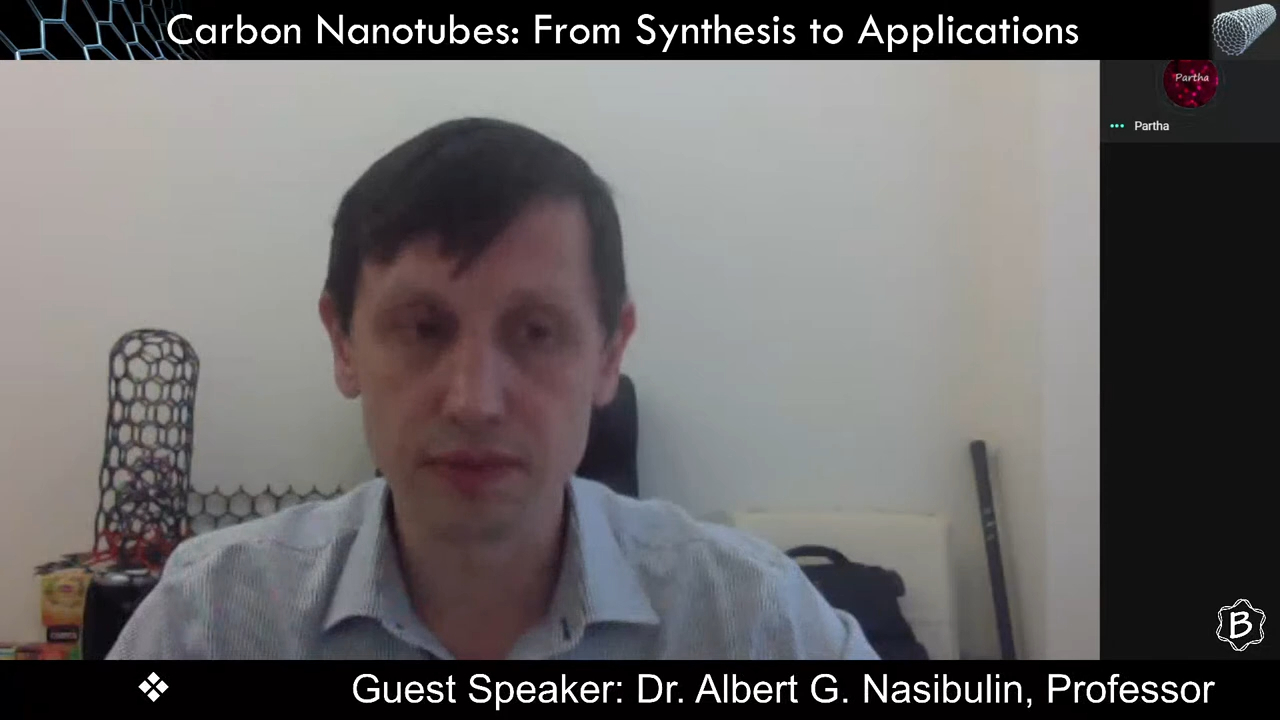 Carbon Nanotubes: From Synthesis to Applications
Partha
Partha
B
Guest Speaker: Dr. Albert G. Nasibulin, Professor